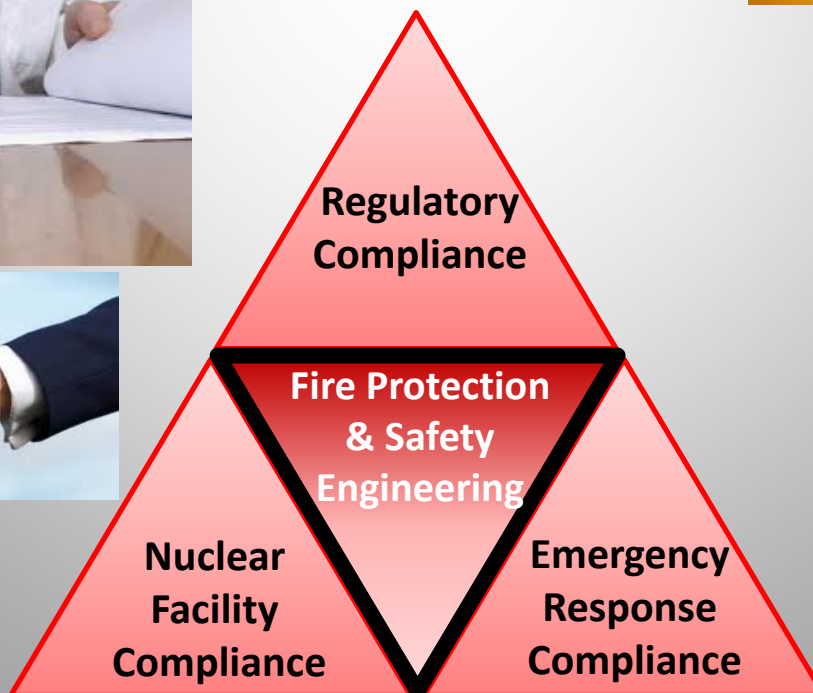 Regulatory
Compliance
Fire Protection
& Safety
Engineering
Nuclear
Facility
Compliance
Emergency
Response
Compliance